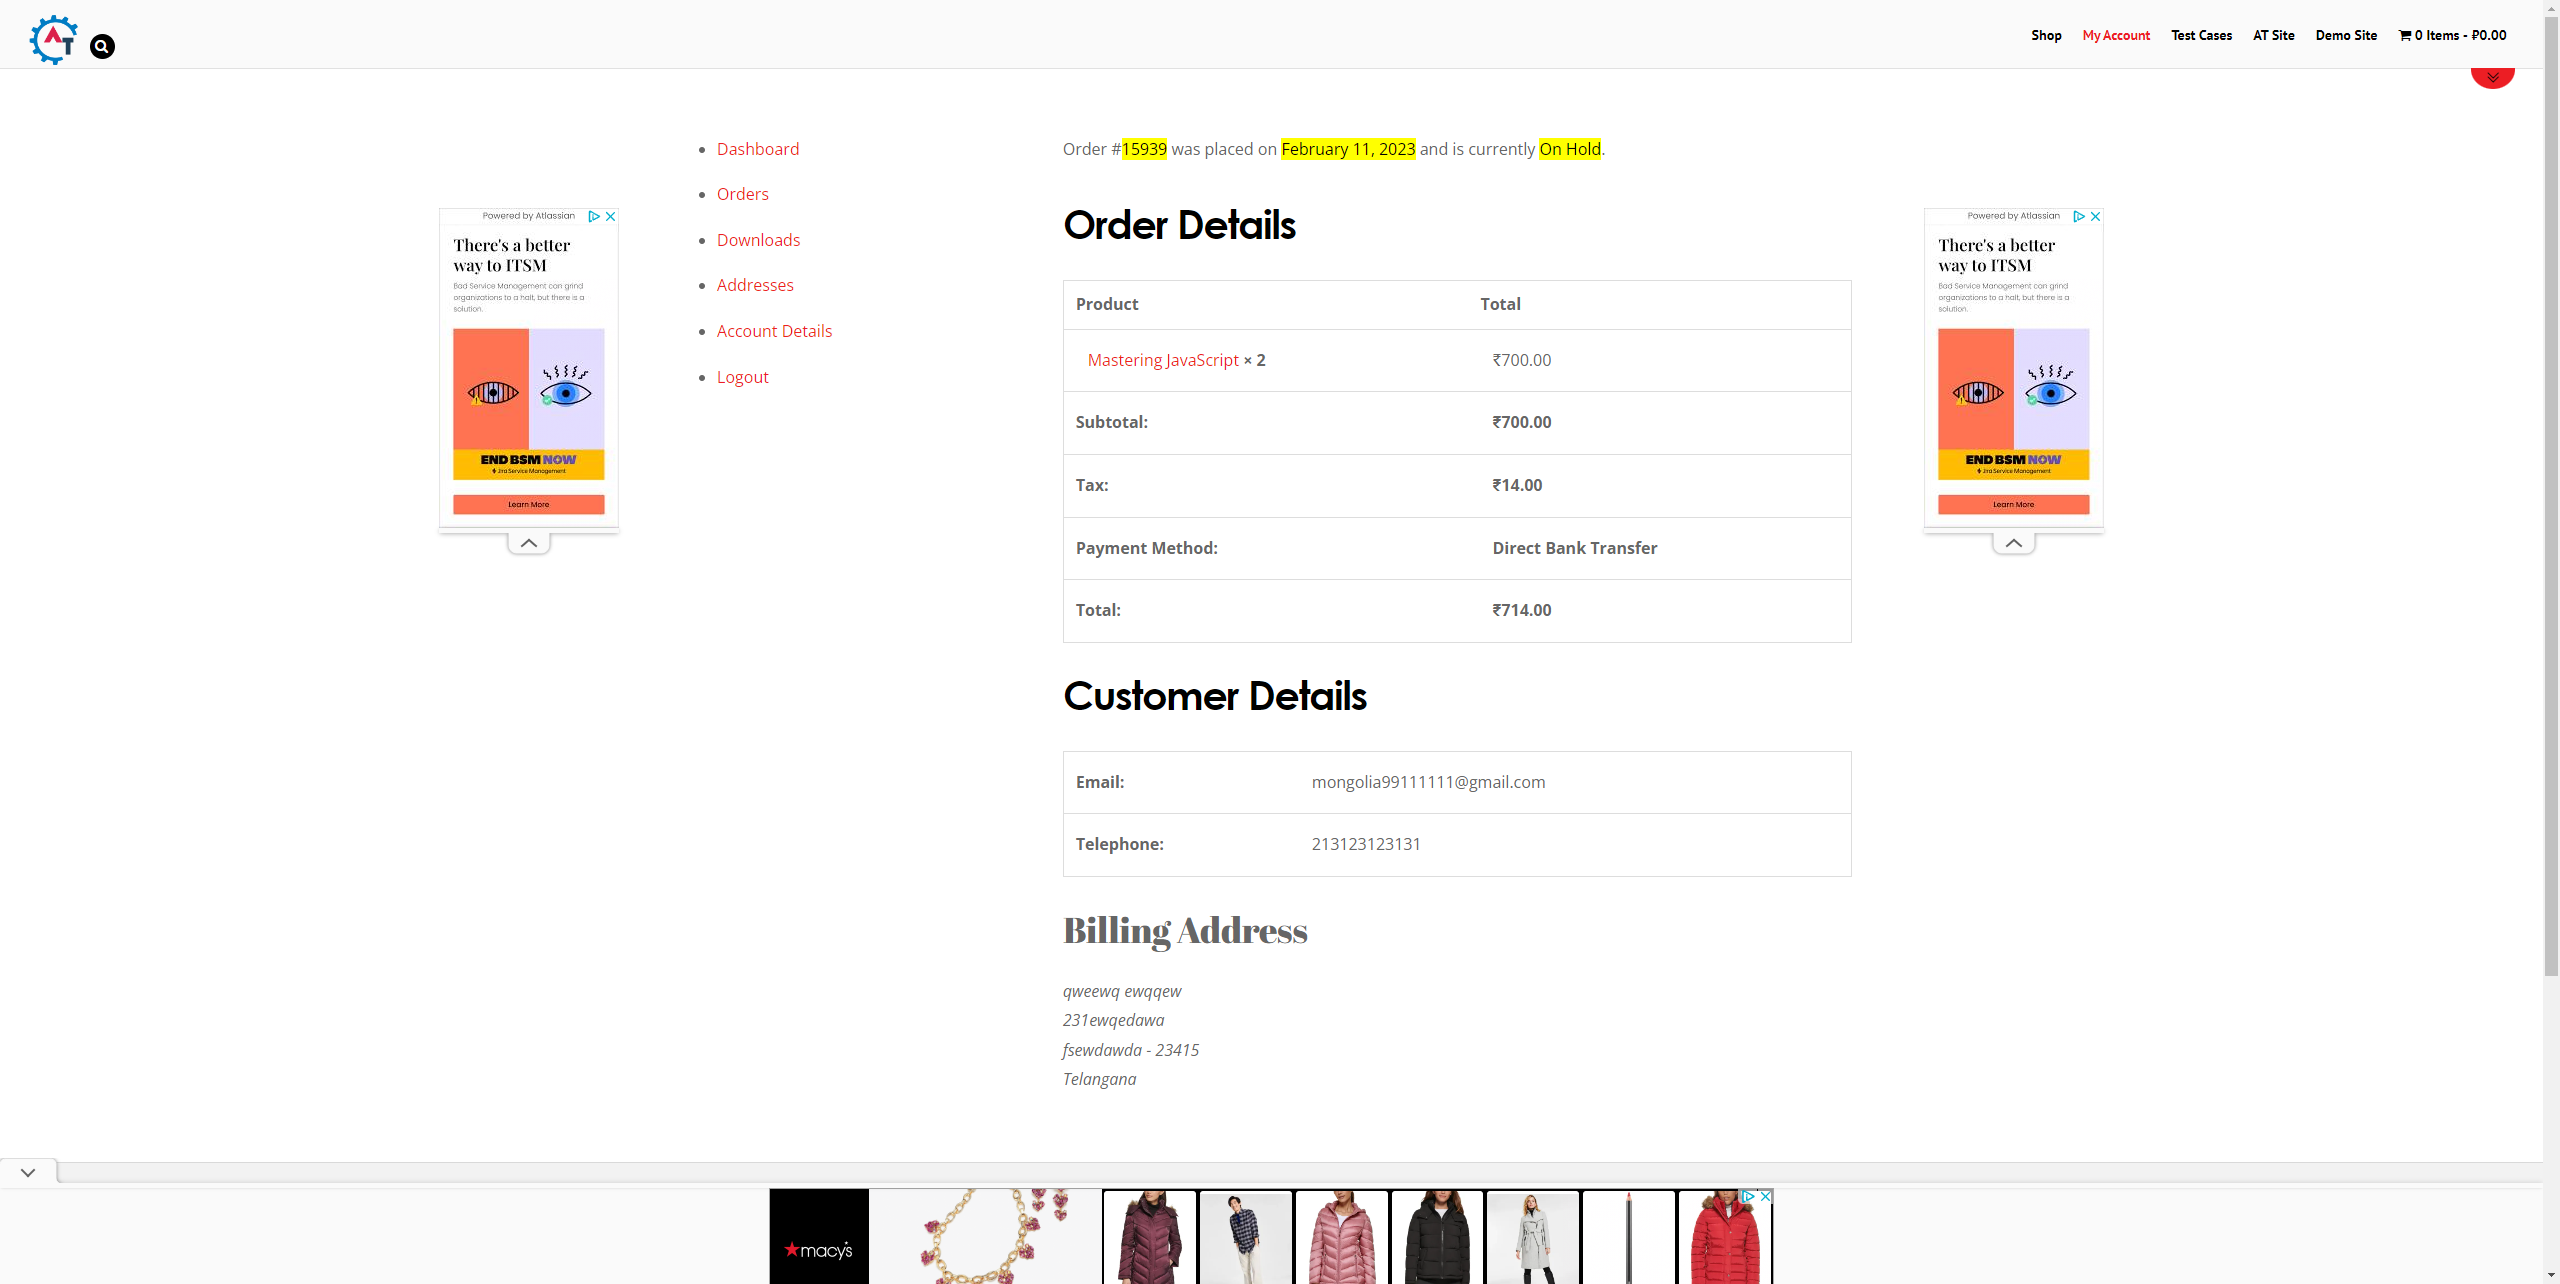 AT
Shop My Account Test Cases AT Site Demo Site 0 Items - ₽0.00
Dashboard
Orders
Downloads
Addresses
Account Details
Logout
Powered by Atlassian
There's a better
way to ITSM
Bad Service Management can grind
organizations to a halt, but there is a
solution.
END BSM NOW
Jira Service Management
Learn More
Order #15939 was placed on February 11, 2023 and is currently On Hold.
Order Details
Product Total
Mastering JavaScript × 2 ₹700.00
Subtotal: ₹700.00
Tax: ₹14.00
Payment Method: Direct Bank Transfer
Total: ₹714.00
Customer Details
Email: mongolia99111111@gmail.com
Telephone: 213123123131
Billing Address
qweewq ewqqew
231ewqedawa
fsewdawda - 23415
Telangana
Powered by Atlassian
There's a better
way to ITSM
Bad Service Management can grind
organizations to a halt, but there is a
solution.
END BSM NOW
Jira Service Management
Learn More
★macy's